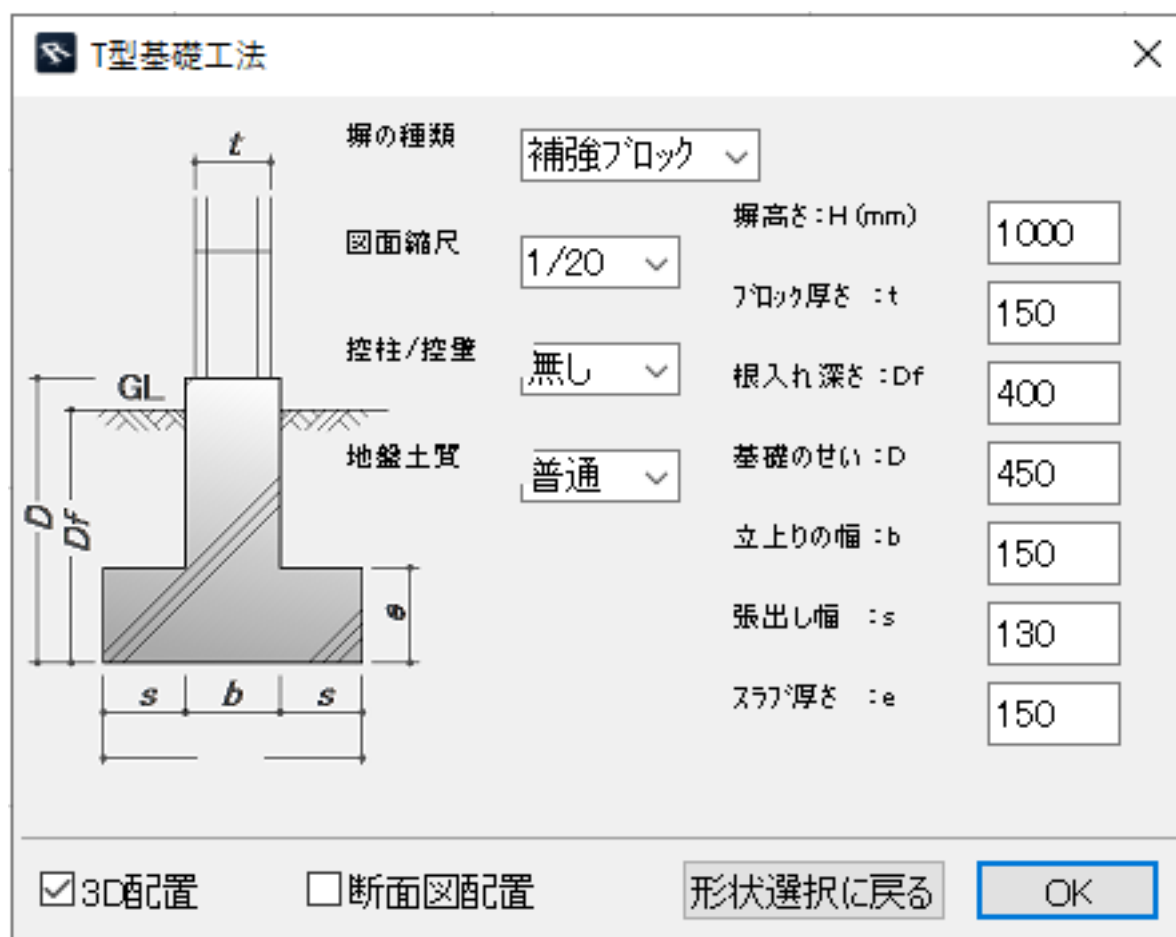 T型基礎工法
t
GL
D
Df
e
s b s
塀の種類
補強ブロック
図面縮尺
1/20
控柱/控壁
無し
地盤土質
普通
塀高さ:H(mm)
1000
ブロック厚さ :t
150
根入れ深さ :Df
400
基礎のせい :D
450
立上りの幅 :b
150
張出し幅 :s
130
スラブ厚さ :e
150
3D配置
断面図配置
形状選択に戻る
OK